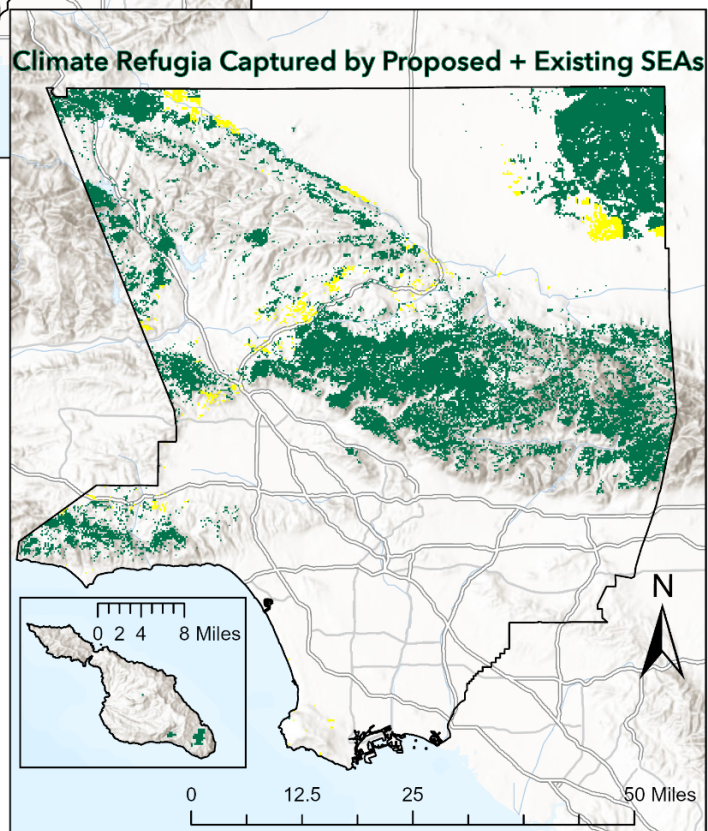 Climate Refugia Captured by Proposed + Existing SEAs
N
0 2 4 8 Miles
0 12.5 25 50 Miles